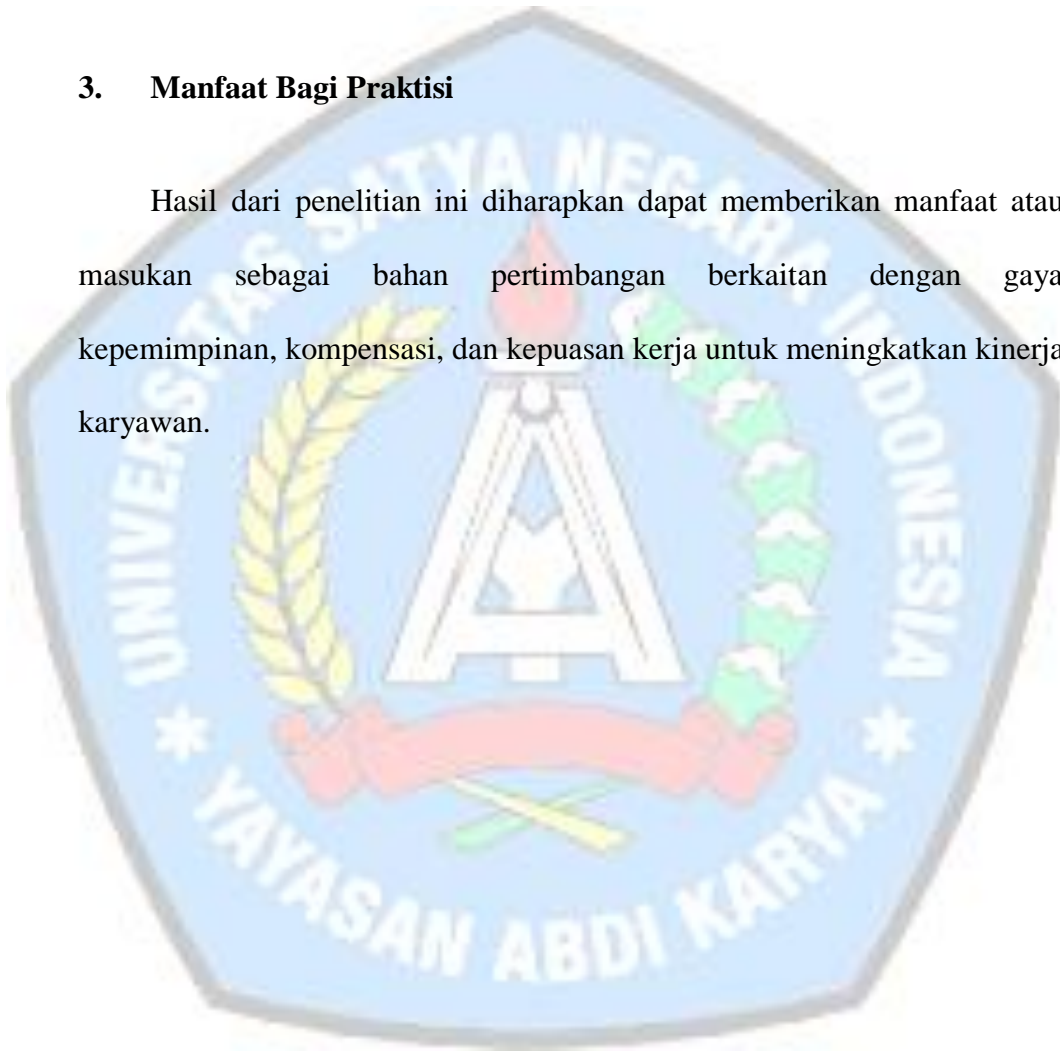 3. Manfaat Bagi Praktisi
Hasil dari penelitian ini diharapkan dapat memberikan manfaat atau
masukan sebagai bahan pertimbangan berkaitan dengan gaya
kepemimpinan, kompensasi, dan kepuasan kerja untuk meningkatkan kinerja
karyawan.
UNIVERSITAS SATYA NEGARA INDONESIA
* YAYASAN ABDI KARYA *
A